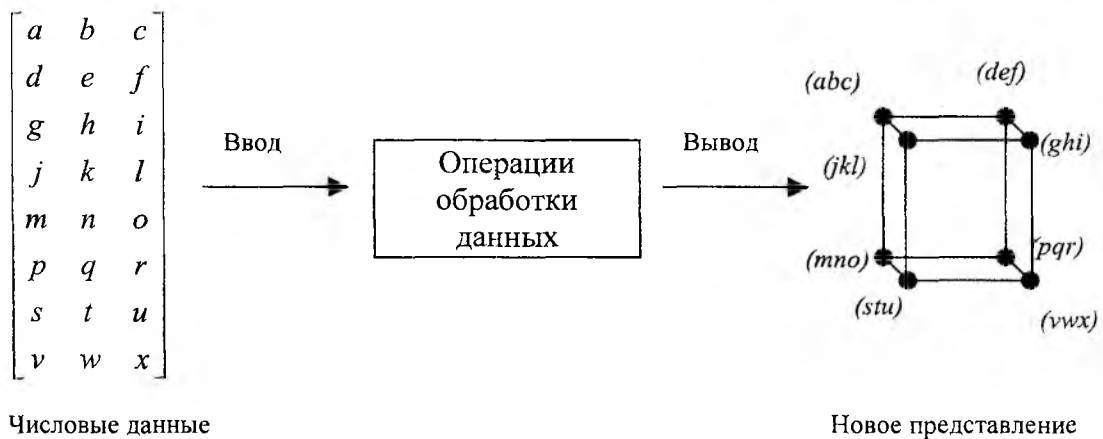 a b c
d e f
g h i
j k l
m n o
p q r
s t u
v w x
Ввод
Операции
обработки
данных
Вывод
(abc)
(def)
(ghi)
(jkl)
(mno)
(pqr)
(stu)
(vwx)
Числовые данные
Новое представление